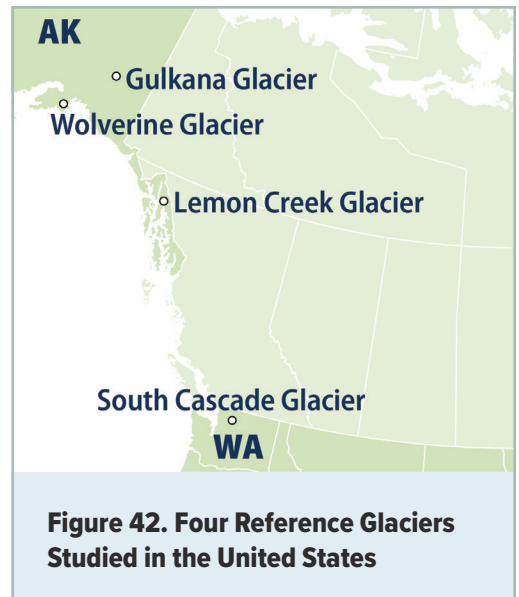 AK
Gulkana Glacier
Wolverine Glacier
Lemon Creek Glacier
South Cascade Glacier
WA
Figure 42. Four Reference Glaciers
Studied in the United States